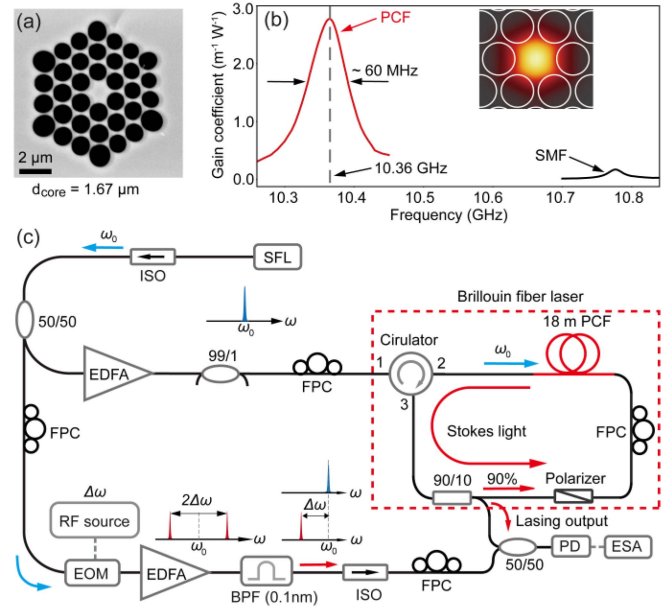 (a)
2 μm
d_core = 1.67 μm
(b)
Gain coefficient (m⁻¹ W⁻¹)
3.0
2.0
1.0
0.0
PCF
~ 60 MHz
10.36 GHz
SMF
10.3 10.4 10.5 10.6 10.7 10.8
Frequency (GHz)
(c)
ω₀
ISO
SFL
50/50
ω₀ ω
EDFA
99/1
FPC
Brillouin fiber laser
18 m PCF
Cirulator
1
2
3
ω₀
Stokes light
FPC
FPC
90/10
90%
Polarizer
Lasing output
Δω
RF source
EOM
2Δω
ω₀ ω
EDFA
ω
Δω
ω₀ ω
BPF (0.1nm)
ISO
FPC
50/50
PD
ESA